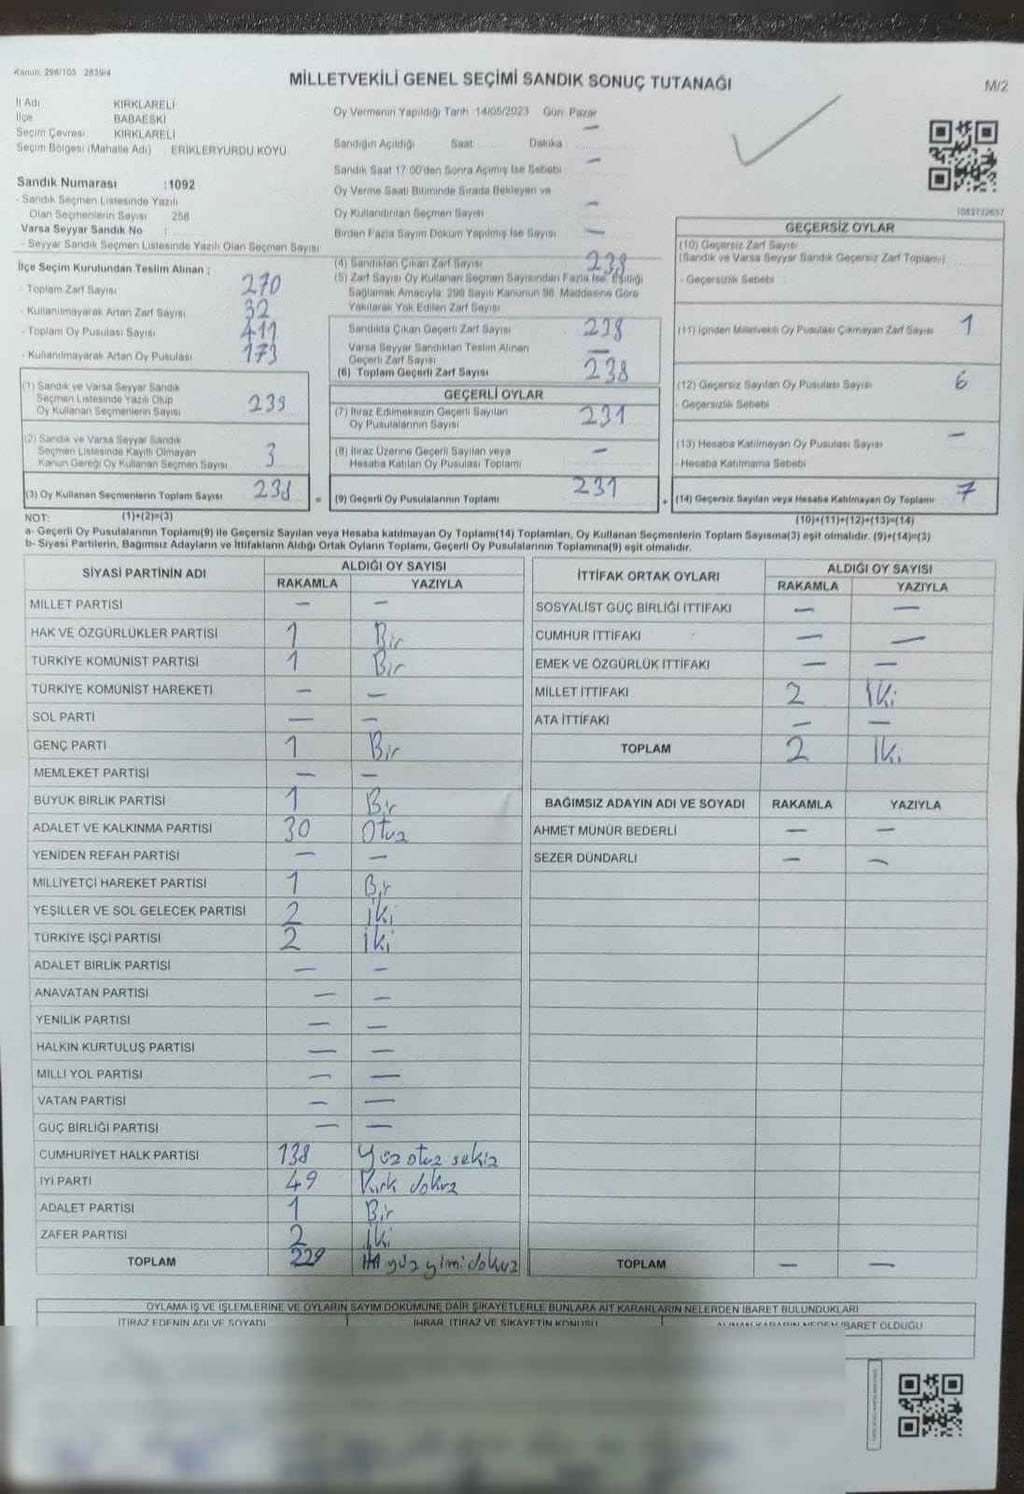 Kanun: 298/105 2839/4
MİLLETVEKİLİ GENEL SEÇİMİ SANDIK SONUÇ TUTANAĞI
M/2
İl Adı KIRKLARELİ
İlçe BABAESKİ
Seçim Çevresi KIRKLARELİ
Seçim Bölgesi (Mahalle Adı) ERİKLERYURDU KÖYÜ
Sandık Numarası :1092
- Sandık Seçmen Listesinde Yazılı
Olan Seçmenlerin Sayısı 256
Varsa Seyyar Sandık No :
- Seyyar Sandık Seçmen Listesinde Yazılı Olan Seçmen Sayısı
Oy Vermenin Yapıldığı Tarih 14/05/2023 Gün: Pazar
Sandığın Açıldığı Saat Dakika —
Sandık Saat 17:00'den Sonra Açılmış İse Sebebi —
Oy Verme Saati Bitiminde Sırada Bekleyen ve
Oy Kullandırılan Seçmen Sayısı —
Birden Fazla Sayım Döküm Yapılmış İse Sayısı —
İlçe Seçim Kurulundan Teslim Alınan ;
- Toplam Zarf Sayısı 270
- Kullanılmayarak Artan Zarf Sayısı 32
- Toplam Oy Pusulası Sayısı 411
- Kullanılmayarak Artan Oy Pusulası 173
(1) Sandık ve Varsa Seyyar Sandık
Seçmen Listesinde Yazılı Olup
Oy Kullanan Seçmenlerin Sayısı
(2) Sandık ve Varsa Seyyar Sandık
Seçmen Listesinde Kayıtlı Olmayan
Kanun Gereği Oy Kullanan Seçmen Sayısı 3
(3) Oy Kullanan Seçmenlerin Toplam Sayısı 238
(4) Sandıktan Çıkan Zarf Sayısı 238
(5) Zarf Sayısı Oy Kullanan Seçmen Sayısından Fazla İse, Eşitliği
Sağlamak Amacıyla, 298 Sayılı Kanunun 98. Maddesine Göre
Yakılarak Yok Edilen Zarf Sayısı
Sandıkta Çıkan Geçerli Zarf Sayısı 238
Varsa Seyyar Sandıktan Teslim Alınan
Geçerli Zarf Sayısı —
(6) Toplam Geçerli Zarf Sayısı 238
GEÇERLİ OYLAR
(7) İtiraz Edilmeksizin Geçerli Sayılan
Oy Pusulalarının Sayısı 231
(8) İtiraz Üzerine Geçerli Sayılan veya
Hesaba Katılan Oy Pusulası Toplamı —
(9) Geçerli Oy Pusulalarının Toplamı 231
GEÇERSİZ OYLAR
(10) Geçersiz Zarf Sayısı
(Sandık ve Varsa Seyyar Sandık Geçersiz Zarf Toplamı)
- Geçersizlik Sebebi
(11) İçinden Milletvekili Oy Pusulası Çıkmayan Zarf Sayısı 1
(12) Geçersiz Sayılan Oy Pusulası Sayısı 6
- Geçersizlik Sebebi
(13) Hesaba Katılmayan Oy Pusulası Sayısı —
- Hesaba Katılmama Sebebi
(14) Geçersiz Sayılan veya Hesaba Katılmayan Oy Toplamı 7
NOT: (1)+(2)=(3)
(10)+(11)+(12)+(13)=(14)
a- Geçerli Oy Pusulalarının Toplamı(9) ile Geçersiz Sayılan veya Hesaba katılmayan Oy Toplamı(14) Toplamları, Oy Kullanan Seçmenlerin Toplam Sayısına(3) eşit olmalıdır. (9)+(14)=(3)
b- Siyasi Partilerin, Bağımsız Adayların ve İttifakların Aldığı Ortak Oyların Toplamı, Geçerli Oy Pusulalarının Toplamına(9) eşit olmalıdır.
SİYASİ PARTİNİN ADI ALDIĞI OY SAYISI
RAKAMLA YAZIYLA
MİLLET PARTİSİ — —
HAK VE ÖZGÜRLÜKLER PARTİSİ 1 Bir
TÜRKİYE KOMÜNİST PARTİSİ 1 Bir
TÜRKİYE KOMÜNİST HAREKETİ — —
SOL PARTİ — —
GENÇ PARTİ 1 Bir
MEMLEKET PARTİSİ — —
BÜYÜK BİRLİK PARTİSİ 1 Bir
ADALET VE KALKINMA PARTİSİ 30 Otuz
YENİDEN REFAH PARTİSİ — —
MİLLİYETÇİ HAREKET PARTİSİ 1 Bir
YEŞİLLER VE SOL GELECEK PARTİSİ 2 İki
TÜRKİYE İŞÇİ PARTİSİ 2 İki
ADALET BİRLİK PARTİSİ — —
ANAVATAN PARTİSİ — —
YENİLİK PARTİSİ — —
HALKIN KURTULUŞ PARTİSİ — —
MİLLİ YOL PARTİSİ — —
VATAN PARTİSİ — —
GÜÇ BİRLİĞİ PARTİSİ — —
CUMHURİYET HALK PARTİSİ 138 Yüz otuz sekiz
İYİ PARTİ 49 Kırk dokuz
ADALET PARTİSİ 1 Bir
ZAFER PARTİSİ 2 İki
TOPLAM 229 yüz yimi dokuz
İTTİFAK ORTAK OYLARI ALDIĞI OY SAYISI
RAKAMLA YAZIYLA
SOSYALİST GÜÇ BİRLİĞİ İTTİFAKI — —
CUMHUR İTTİFAKI — —
EMEK VE ÖZGÜRLÜK İTTİFAKI — —
MİLLET İTTİFAKI 2 İki
ATA İTTİFAKI — —
TOPLAM 2 İki
BAĞIMSIZ ADAYIN ADI VE SOYADI RAKAMLA YAZIYLA
AHMET MÜNÜR BEDERLİ — —
SEZER DÜNDARLI — —
TOPLAM — —
OYLAMA İŞ VE İŞLEMLERİNE VE OYLARIN SAYIM DÖKÜMÜNE DAİR ŞİKAYETLERLE BUNLARA AİT KARARLARIN NELERDEN İBARET BULUNDUKLARI
İTİRAZ EDENİN ADI VE SOYADI İHBAR, İTİRAZ VE ŞİKAYETİN KONUSU ALINAN KARARIN NEDEN İBARET OLDUĞU